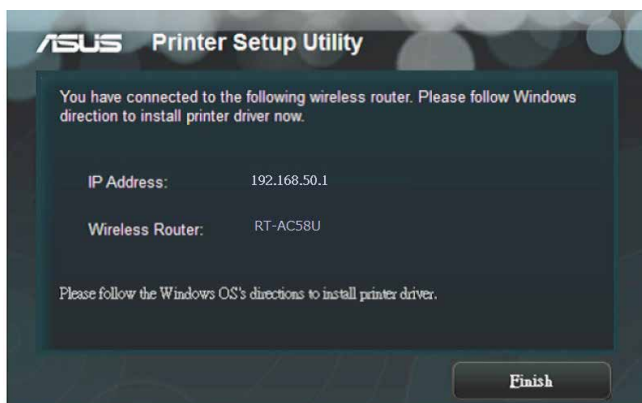 ASUS Printer Setup Utility
You have connected to the following wireless router. Please follow Windows
direction to install printer driver now.
IP Address: 192.168.50.1
Wireless Router: RT-AC58U
Please follow the Windows OS's directions to install printer driver.
Finish